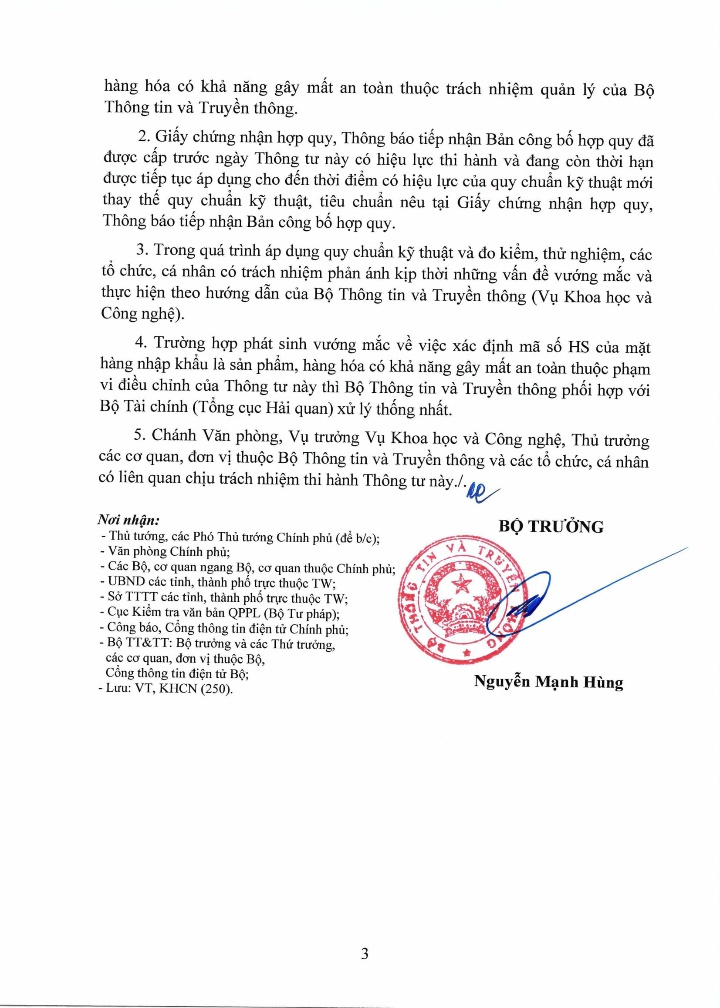 hàng hóa có khả năng gây mất an toàn thuộc trách nhiệm quản lý của Bộ
Thông tin và Truyền thông.
2. Giấy chứng nhận hợp quy, Thông báo tiếp nhận Bản công bố hợp quy đã
được cấp trước ngày Thông tư này có hiệu lực thi hành và đang còn thời hạn
được tiếp tục áp dụng cho đến thời điểm có hiệu lực của quy chuẩn kỹ thuật mới
thay thế quy chuẩn kỹ thuật, tiêu chuẩn nêu tại Giấy chứng nhận hợp quy,
Thông báo tiếp nhận Bản công bố hợp quy.
3. Trong quá trình áp dụng quy chuẩn kỹ thuật và đo kiểm, thử nghiệm, các
tổ chức, cá nhân có trách nhiệm phản ánh kịp thời những vấn đề vướng mắc và
thực hiện theo hướng dẫn của Bộ Thông tin và Truyền thông (Vụ Khoa học và
Công nghệ).
4. Trường hợp phát sinh vướng mắc về việc xác định mã số HS của mặt
hàng nhập khẩu là sản phẩm, hàng hóa có khả năng gây mất an toàn thuộc phạm
vi điều chỉnh của Thông tư này thì Bộ Thông tin và Truyền thông phối hợp với
Bộ Tài chính (Tổng cục Hải quan) xử lý thống nhất.
5. Chánh Văn phòng, Vụ trưởng Vụ Khoa học và Công nghệ, Thủ trưởng
các cơ quan, đơn vị thuộc Bộ Thông tin và Truyền thông và các tổ chức, cá nhân
có liên quan chịu trách nhiệm thi hành Thông tư này./.
Nơi nhận:
- Thủ tướng, các Phó Thủ tướng Chính phủ (để b/c);
- Văn phòng Chính phủ;
- Các Bộ, cơ quan ngang Bộ, cơ quan thuộc Chính phủ;
- UBND các tỉnh, thành phố trực thuộc TW;
- Sở TTTT các tỉnh, thành phố trực thuộc TW;
- Cục Kiểm tra văn bản QPPL (Bộ Tư pháp);
- Công báo, Cổng thông tin điện tử Chính phủ;
- Bộ TT&TT: Bộ trưởng và các Thứ trưởng,
các cơ quan, đơn vị thuộc Bộ,
Cổng thông tin điện tử Bộ;
- Lưu: VT, KHCN (250).
BỘ TRƯỞNG
BỘ THÔNG TIN VÀ TRUYỀN THÔNG
Nguyễn Mạnh Hùng
3